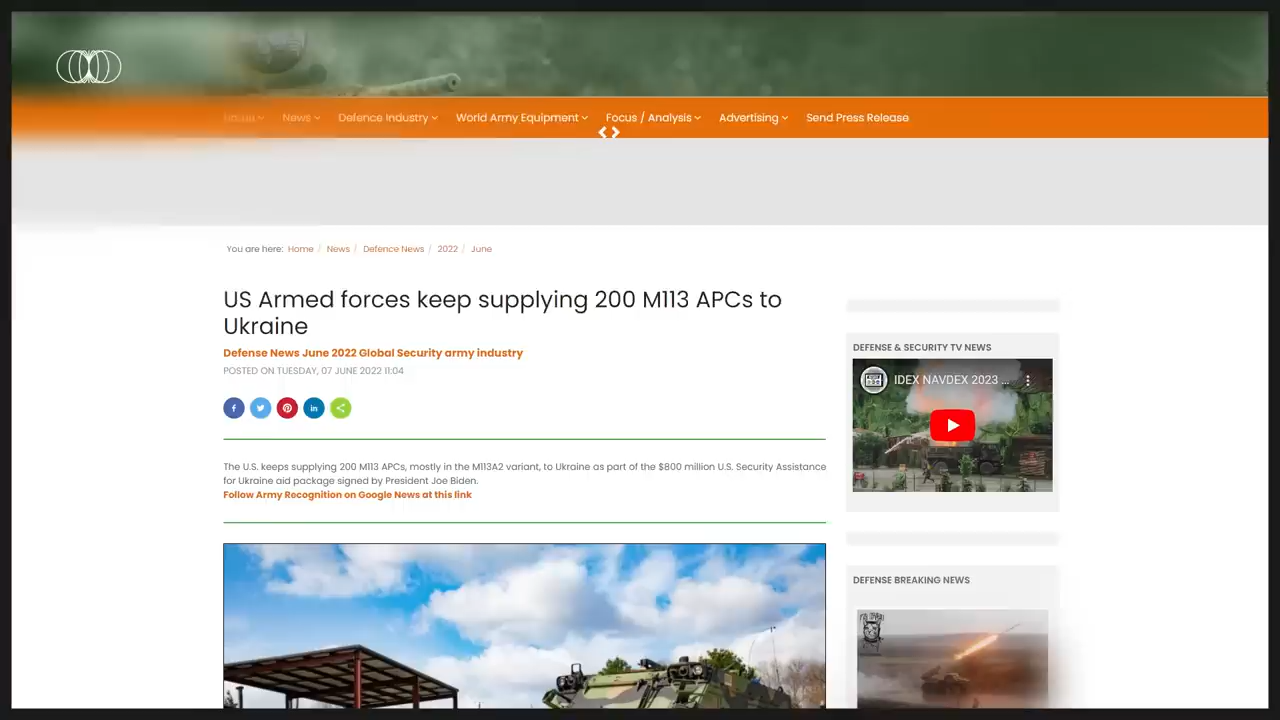 News
Defence Industry
World Army Equipment
Focus / Analysis
Advertising
Send Press Release
You are here: Home / News / Defence News / 2022 / June
US Armed forces keep supplying 200 M113 APCs to
Ukraine
Defense News June 2022 Global Security army industry
POSTED ON TUESDAY, 07 JUNE 2022 11:04
The U.S. keeps supplying 200 M113 APCs, mostly in the M113A2 variant, to Ukraine as part of the $800 million U.S. Security Assistance
for Ukraine aid package signed by President Joe Biden.
Follow Army Recognition on Google News at this link
DEFENSE & SECURITY TV NEWS
IDEX NAVDEX 2023 ...
DEFENSE BREAKING NEWS